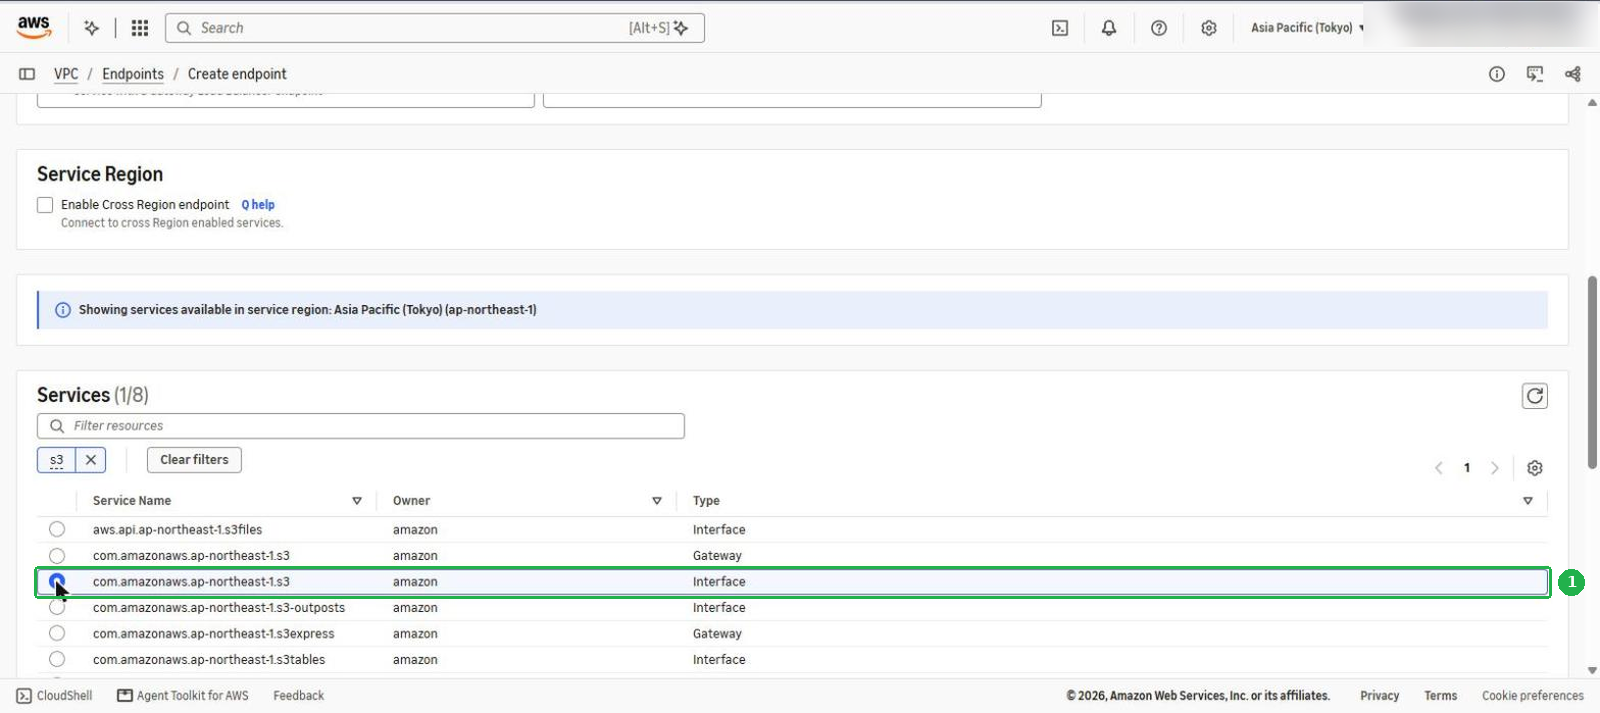 aws
Search [Alt+S]
Asia Pacific (Tokyo)
VPC / Endpoints / Create endpoint
Service Region
Enable Cross Region endpoint Q help
Connect to cross Region enabled services.
Showing services available in service region: Asia Pacific (Tokyo) (ap-northeast-1)
Services (1/8)
Filter resources
s3 Clear filters
1
Service Name Owner Type
aws.api.ap-northeast-1.s3files amazon Interface
com.amazonaws.ap-northeast-1.s3 amazon Gateway
com.amazonaws.ap-northeast-1.s3 amazon Interface 1
com.amazonaws.ap-northeast-1.s3-outposts amazon Interface
com.amazonaws.ap-northeast-1.s3express amazon Gateway
com.amazonaws.ap-northeast-1.s3tables amazon Interface
CloudShell Agent Toolkit for AWS Feedback © 2026, Amazon Web Services, Inc. or its affiliates. Privacy Terms Cookie preferences